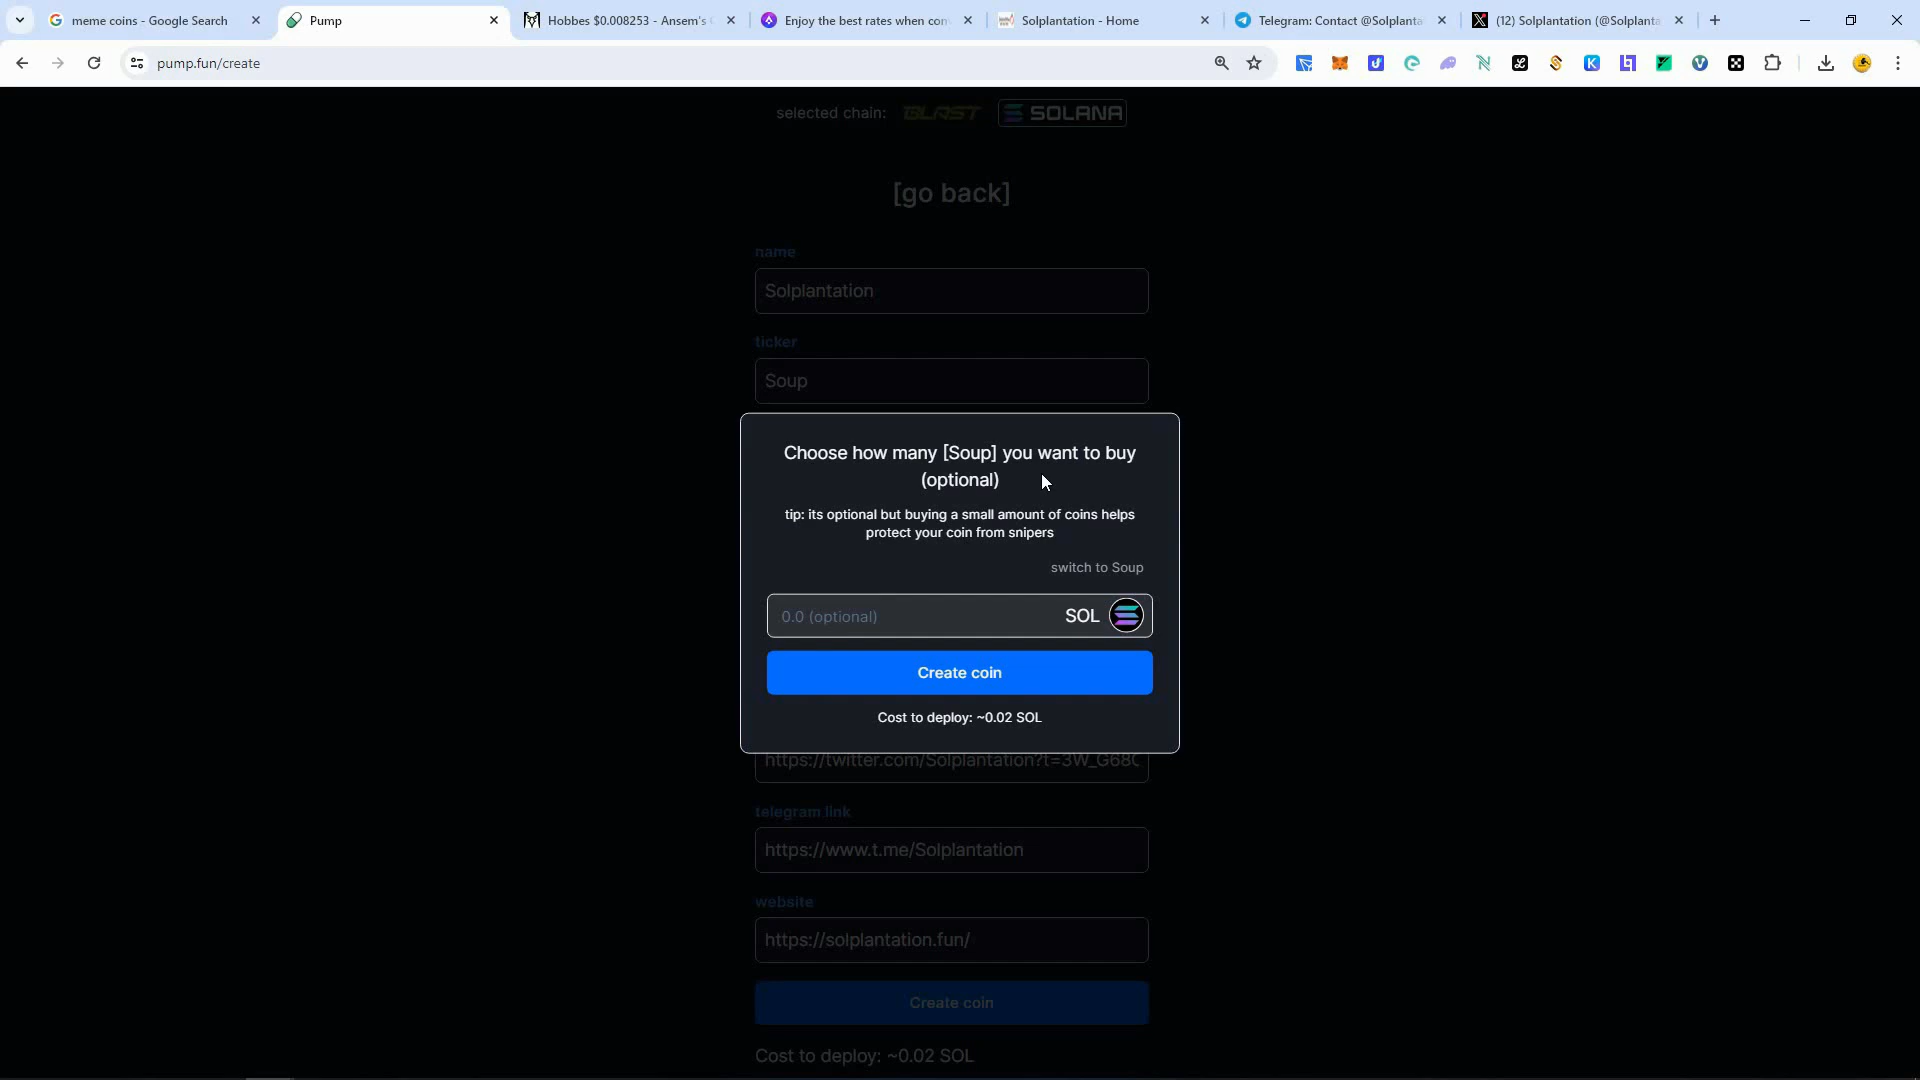 meme coins - Google Search
Pump
Hobbes $0.008253 - Ansem's
Enjoy the best rates when con
Solplantation - Home
Telegram: Contact @Solplanta
(12) Solplantation (@Solplanta
pump.fun/create
selected chain: BLAST SOLANA
[go back]
name
Solplantation
ticker
Soup
Choose how many [Soup] you want to buy
(optional)
tip: its optional but buying a small amount of coins helps
protect your coin from snipers
switch to Soup
0.0 (optional) SOL
Create coin
Cost to deploy: ~0.02 SOL
https://twitter.com/Solplantation?t=3W_G68
telegram link
https://www.t.me/Solplantation
website
https://solplantation.fun/
Create coin
Cost to deploy: ~0.02 SOL